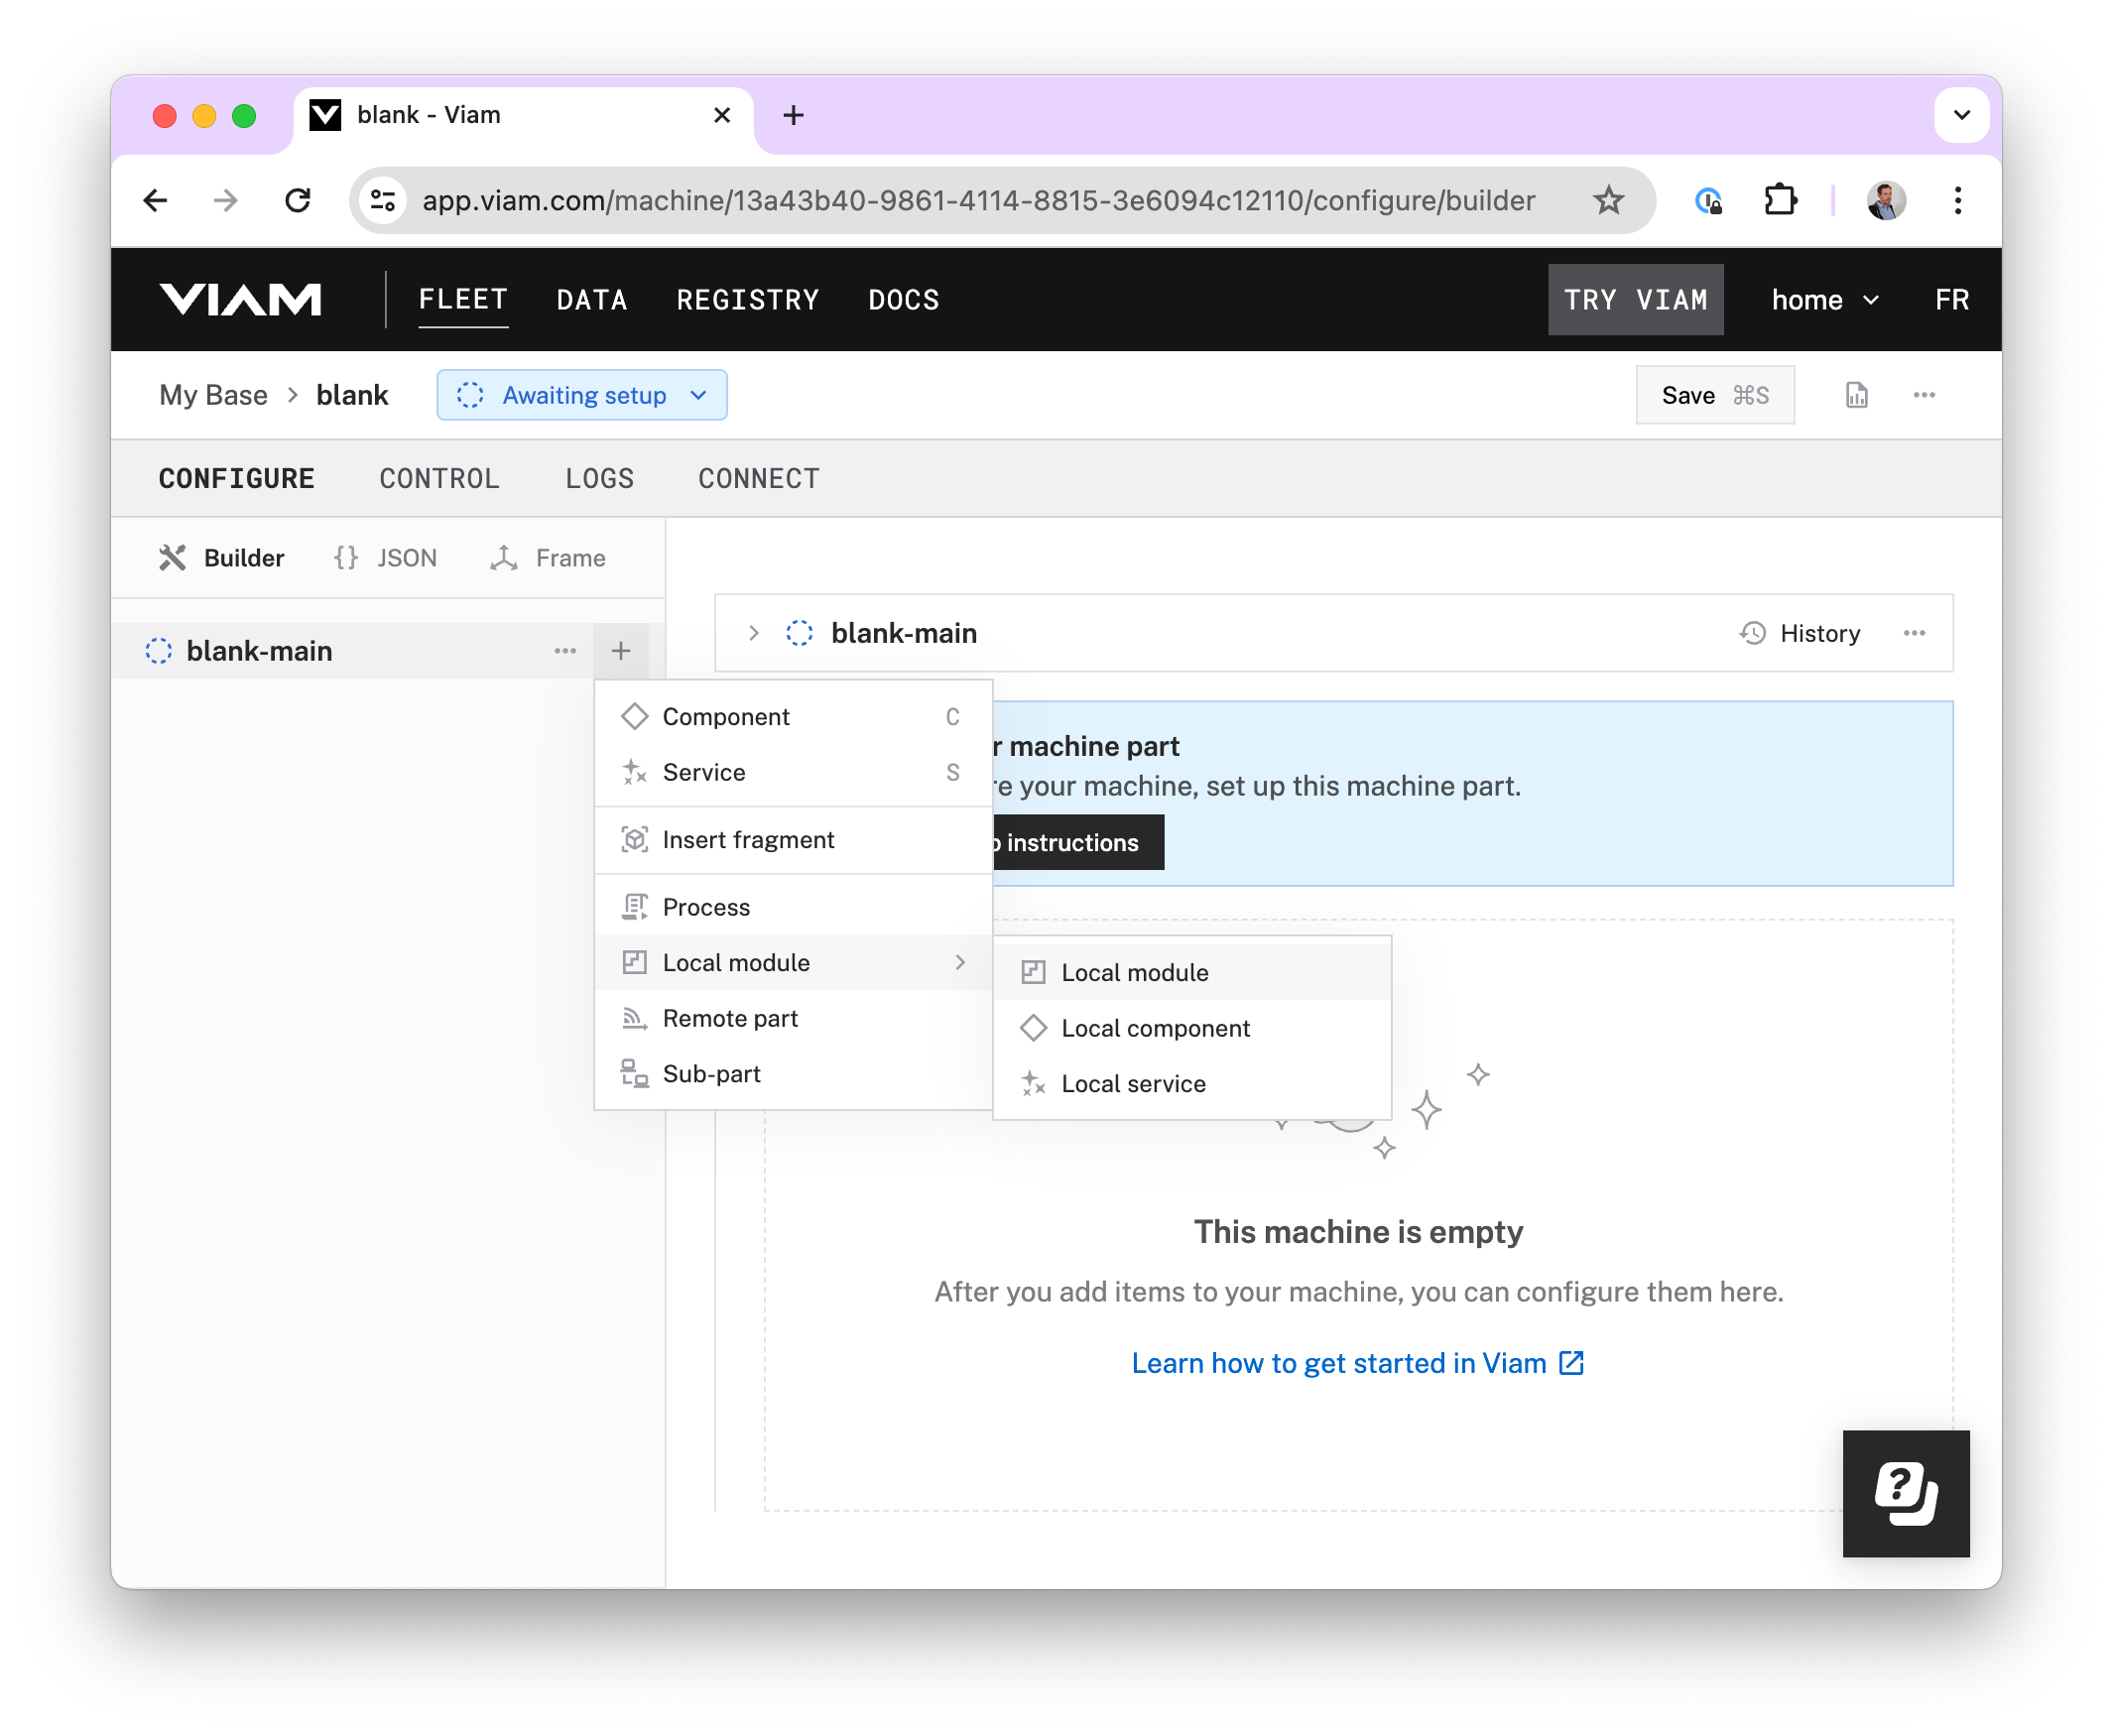 blank - Viam
app.viam.com/machine/13a43b40-9861-4114-8815-3e6094c12110/configure/builder
VIAM FLEET DATA REGISTRY DOCS TRY VIAM home FR
My Base > blank Awaiting setup Save ⌘S
CONFIGURE CONTROL LOGS CONNECT
Builder {} JSON Frame
blank-main
blank-main History
Component C
Service S
Insert fragment
Process
Local module
Remote part
Sub-part
Local module
Local component
Local service
machine part
your machine, set up this machine part.
instructions
This machine is empty
After you add items to your machine, you can configure them here.
Learn how to get started in Viam